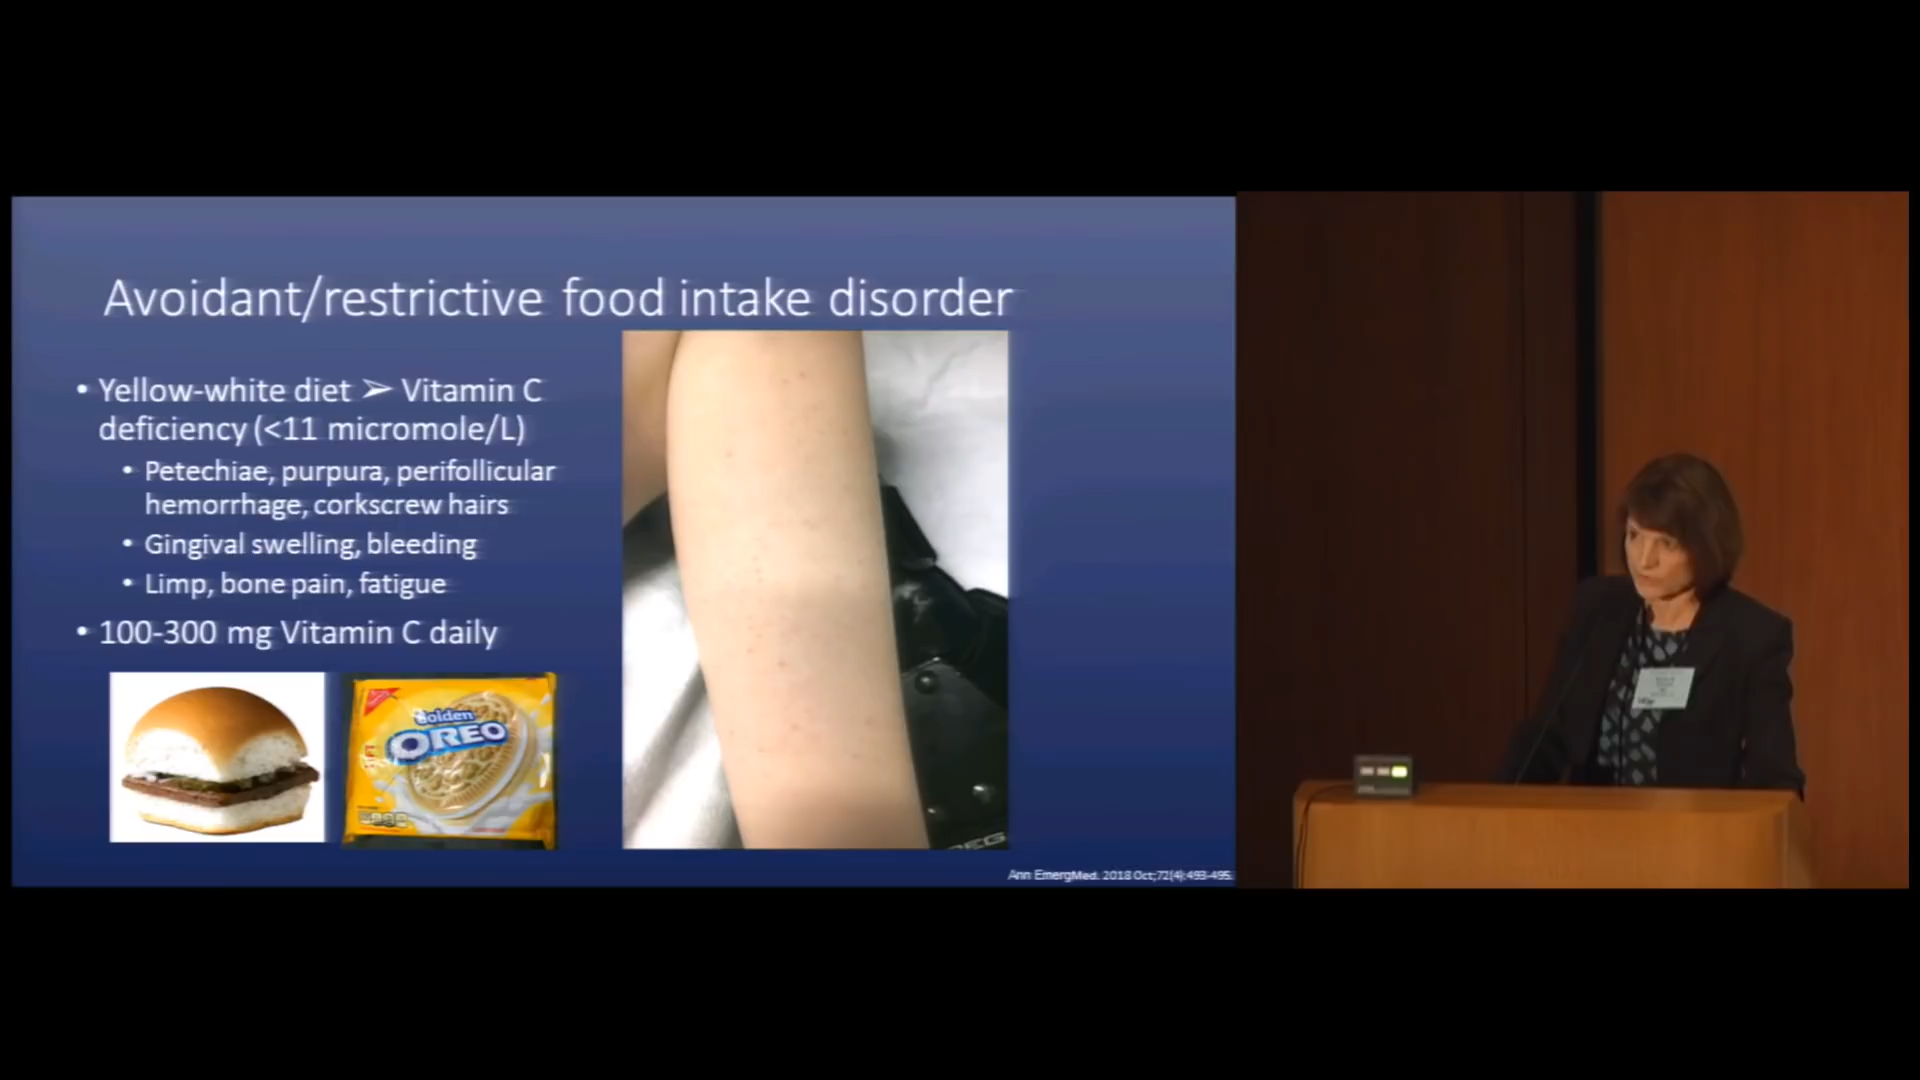 Avoidant/restrictive food intake disorder
• Yellow-white diet ➢ Vitamin C
deficiency (<11 micromole/L)
• Petechiae, purpura, perifollicular
hemorrhage, corkscrew hairs
• Gingival swelling, bleeding
• Limp, bone pain, fatigue
• 100-300 mg Vitamin C daily
Golden
OREO
Ann EmergMed. 2018 Oct;72(4):493-495.